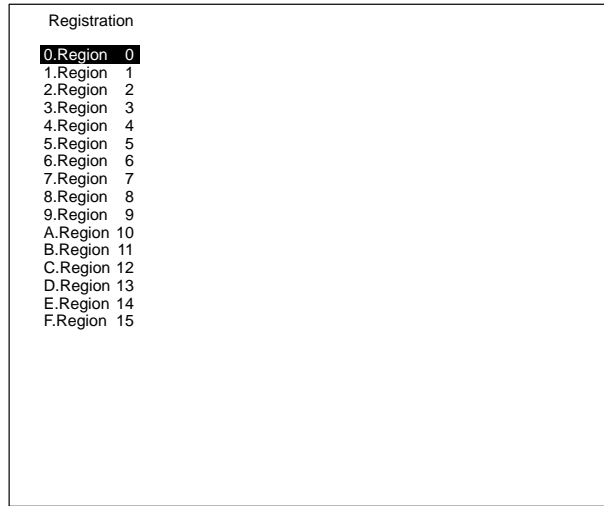 Registration
0.Region 0
1.Region 1
2.Region 2
3.Region 3
4.Region 4
5.Region 5
6.Region 6
7.Region 7
8.Region 8
9.Region 9
A.Region 10
B.Region 11
C.Region 12
D.Region 13
E.Region 14
F.Region 15